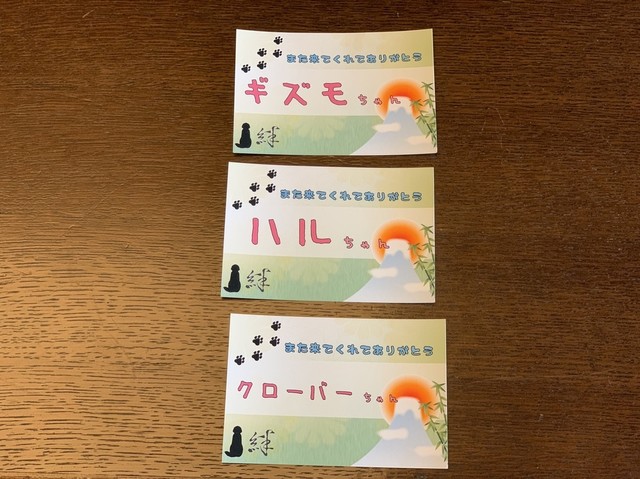 また来てくれてありがとう
ギズモちゃん
絆
また来てくれてありがとう
ハルちゃん
絆
また来てくれてありがとう
クローバーちゃん
絆